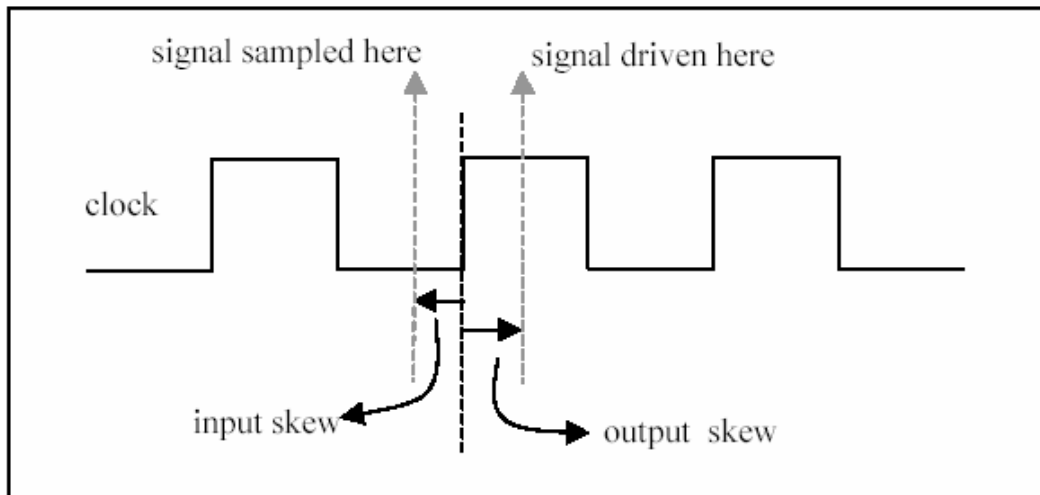 signal sampled here
signal driven here
clock
input skew
output skew